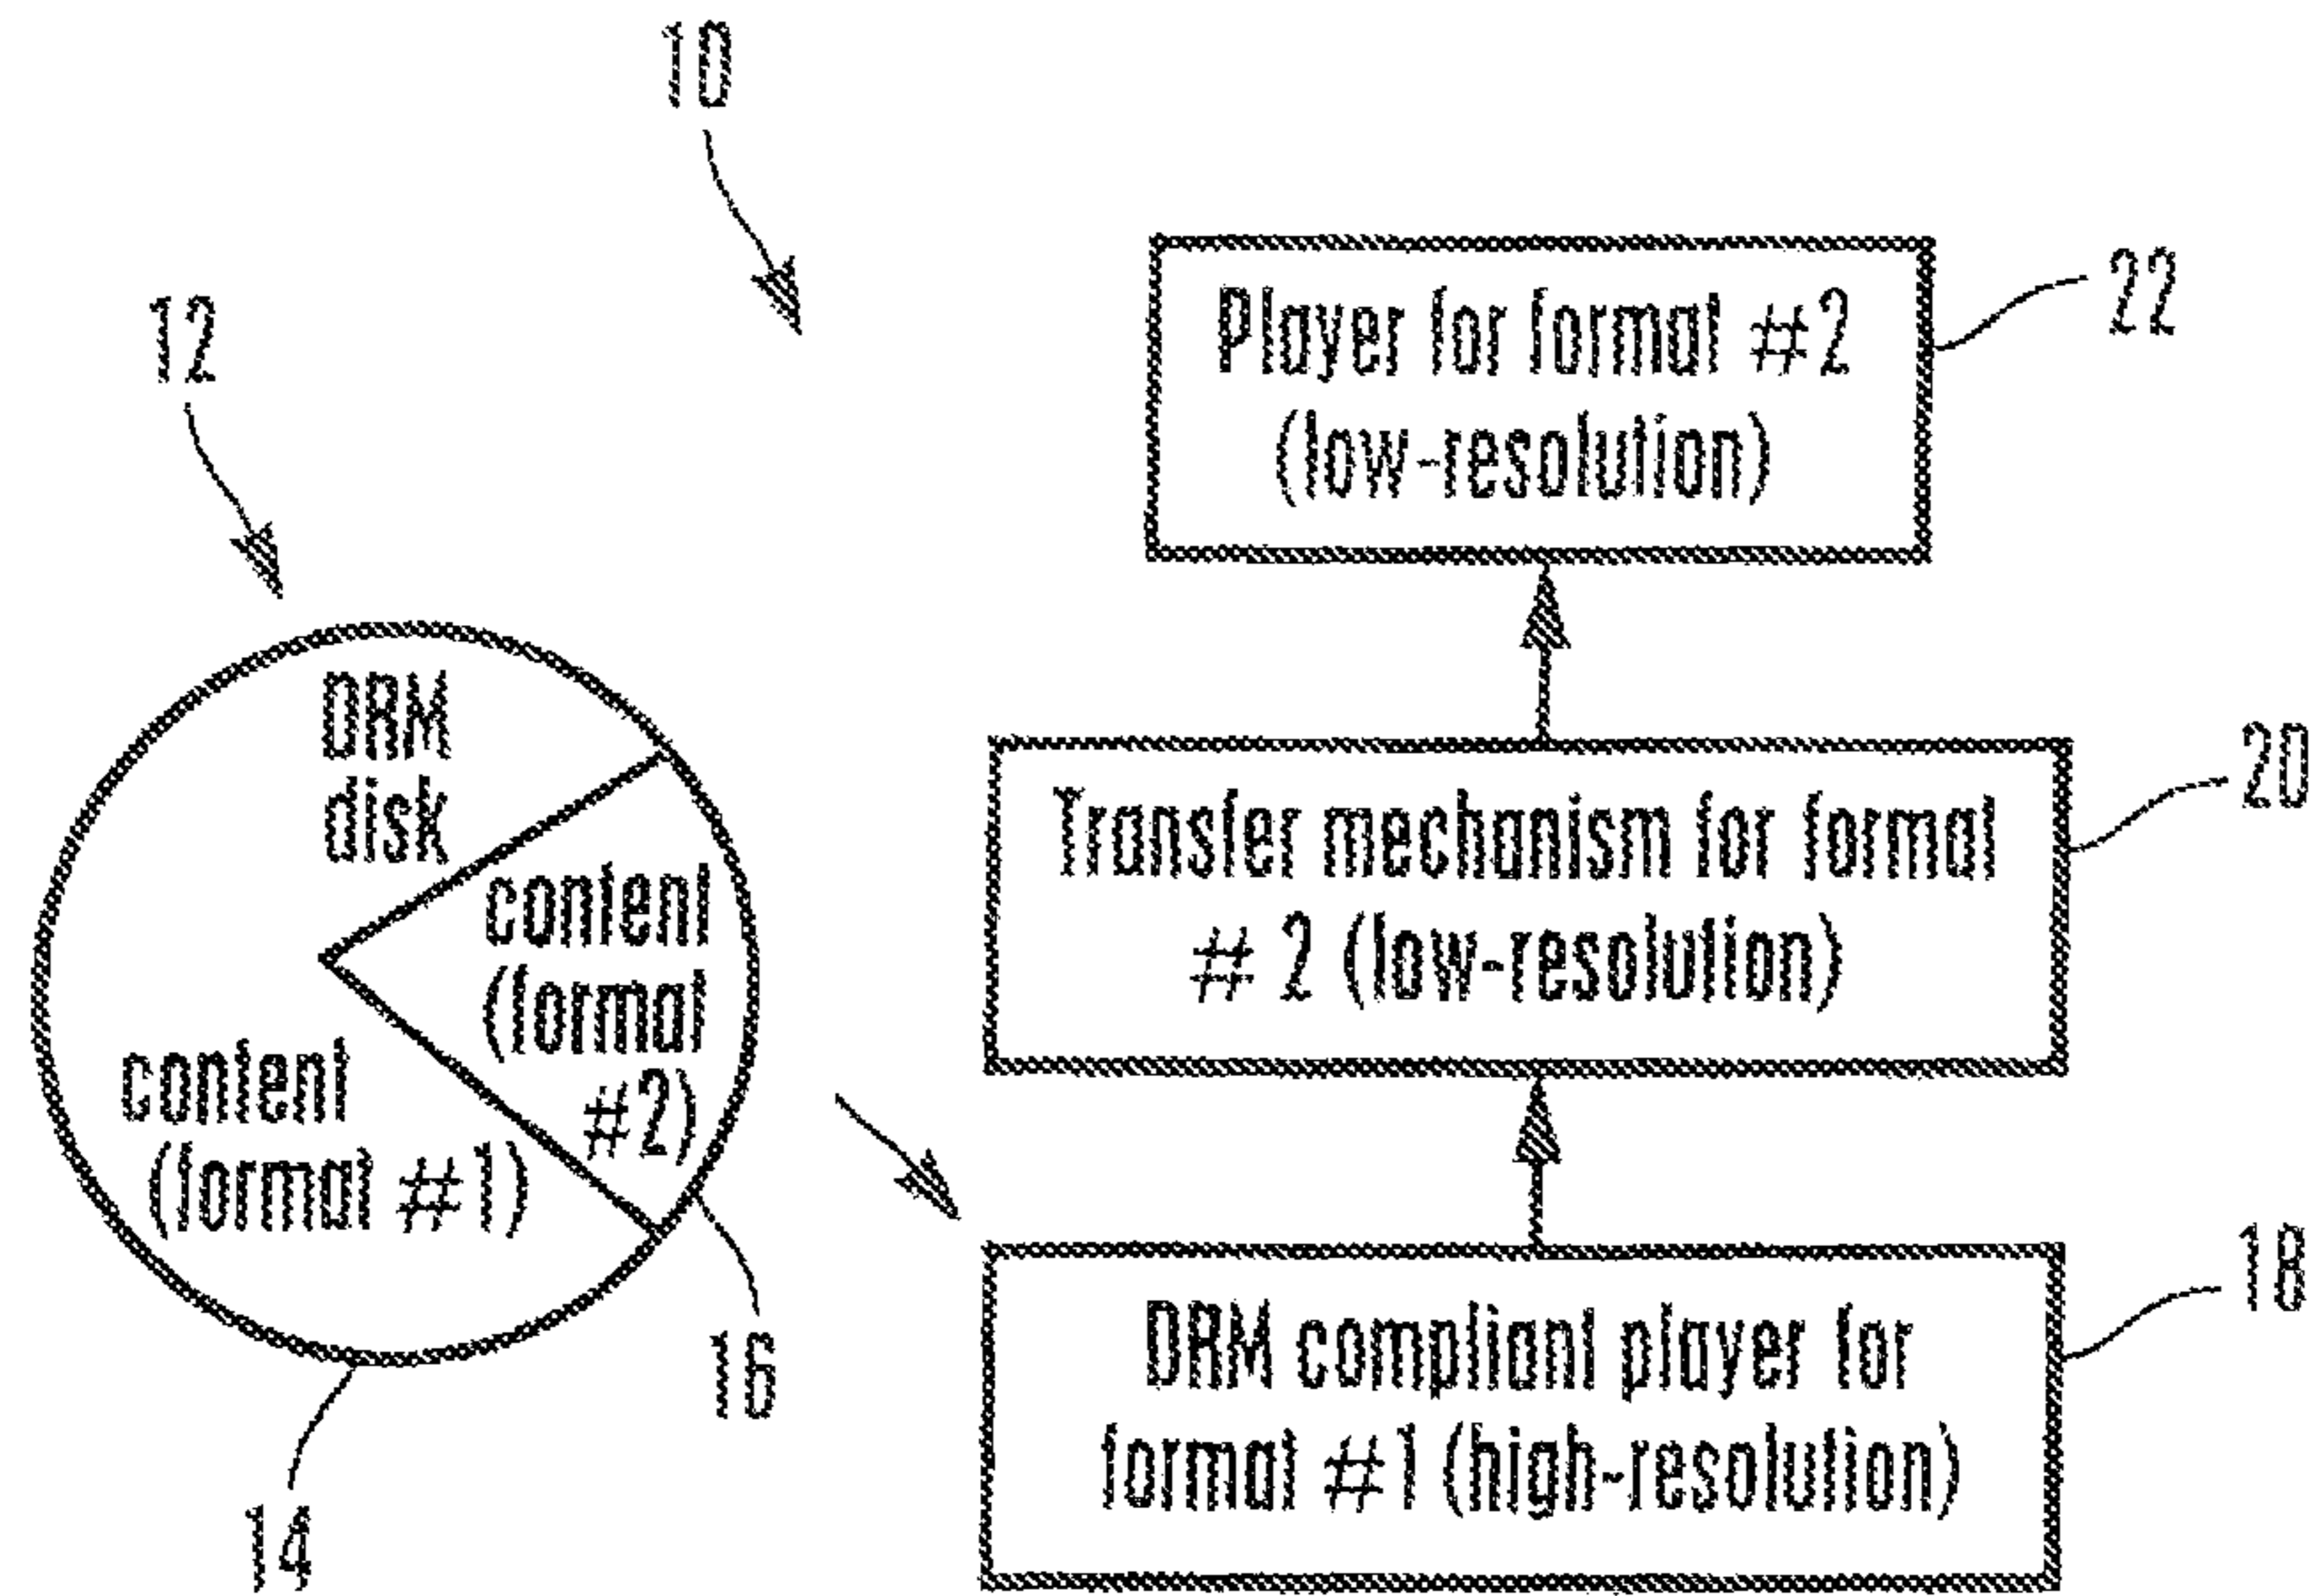 10
12
DRM
disk
content
(format
#2)
content
(format #1)
16
14
Player for format #2
(low-resolution)
22
Transfer mechanism for format
# 2 (low-resolution)
20
DRM compliant player for
format #1 (high-resolution)
18